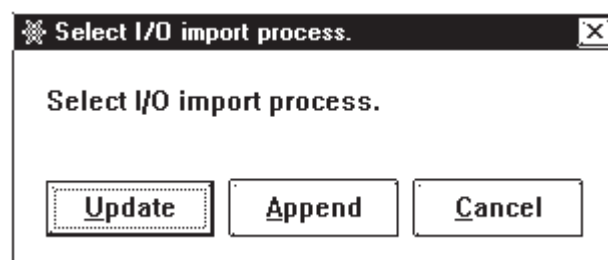 Select I/O import process.
Select I/O import process.
Update Append Cancel